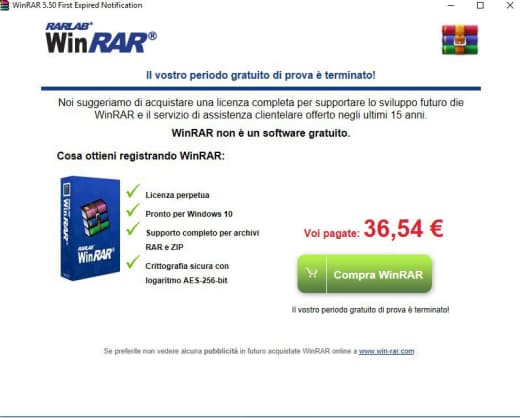 WinRAR 5.50 First Expired Notification
RARLAB®
WinRAR®
Il vostro periodo gratuito di prova è terminato!
Noi suggeriamo di acquistare una licenza completa per supportare lo sviluppo futuro die
WinRAR e il servizio di assistenza clientelare offerto negli ultimi 15 anni.
WinRAR non è un software gratuito.
Cosa ottieni registrando WinRAR:
RARLAB
WinRAR®
Licenza perpetua
Pronto per Windows 10
Supporto completo per archivi
RAR e ZIP
Crittografia sicura con
logaritmo AES-256-bit
Voi pagate: 36,54 €
Compra WinRAR
Il vostro periodo gratuito di prova è terminato!
Se preferite non vedere alcuna pubblicità in futuro acquistate WinRAR online a www.win-rar.com .